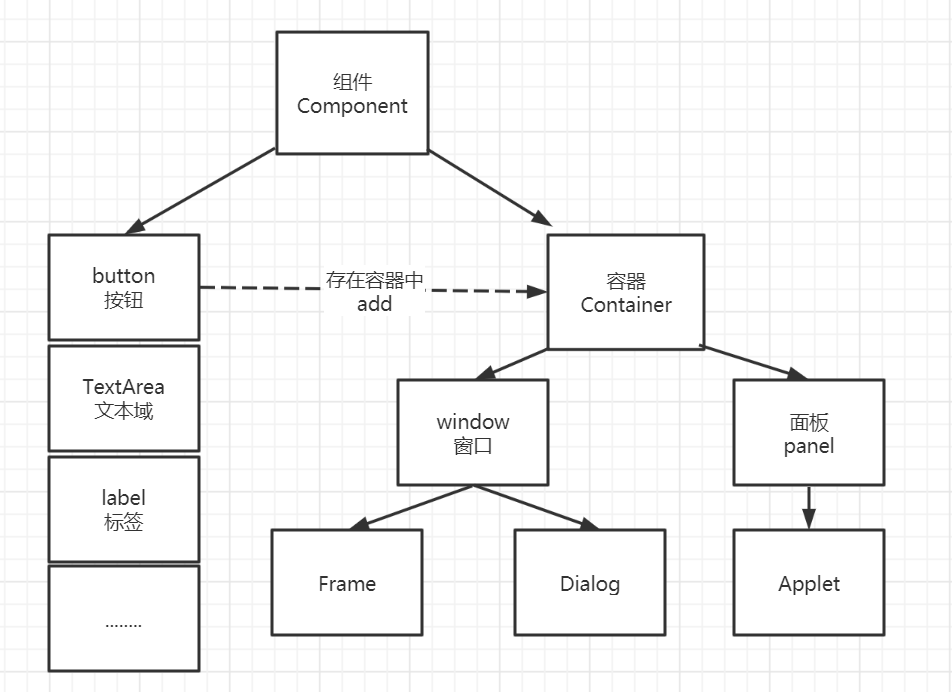 组件
Component
button
按钮
存在容器中
add
容器
Container
TextArea
文本域
window
窗口
面板
panel
label
标签
Frame
Dialog
Applet
........